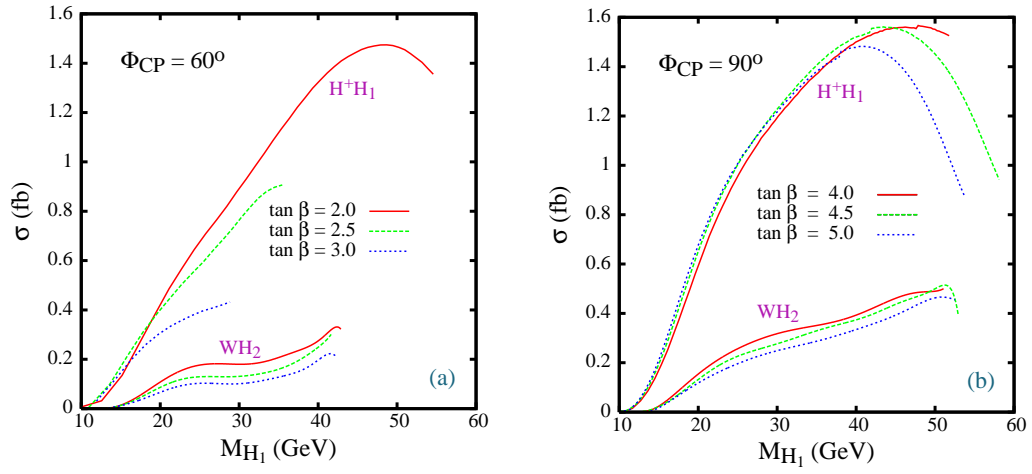 1.6
1.4
1.2
1
0.8
0.6
0.4
0.2
0
σ (fb)
Φ_CP = 60°
H⁺H₁
tan β = 2.0
tan β = 2.5
tan β = 3.0
WH₂
(a)
10 20 30 40 50 60
M_H₁ (GeV)
1.6
1.4
1.2
1
0.8
0.6
0.4
0.2
0
σ (fb)
Φ_CP = 90°
H⁺H₁
tan β = 4.0
tan β = 4.5
tan β = 5.0
WH₂
(b)
10 20 30 40 50 60
M_H₁ (GeV)